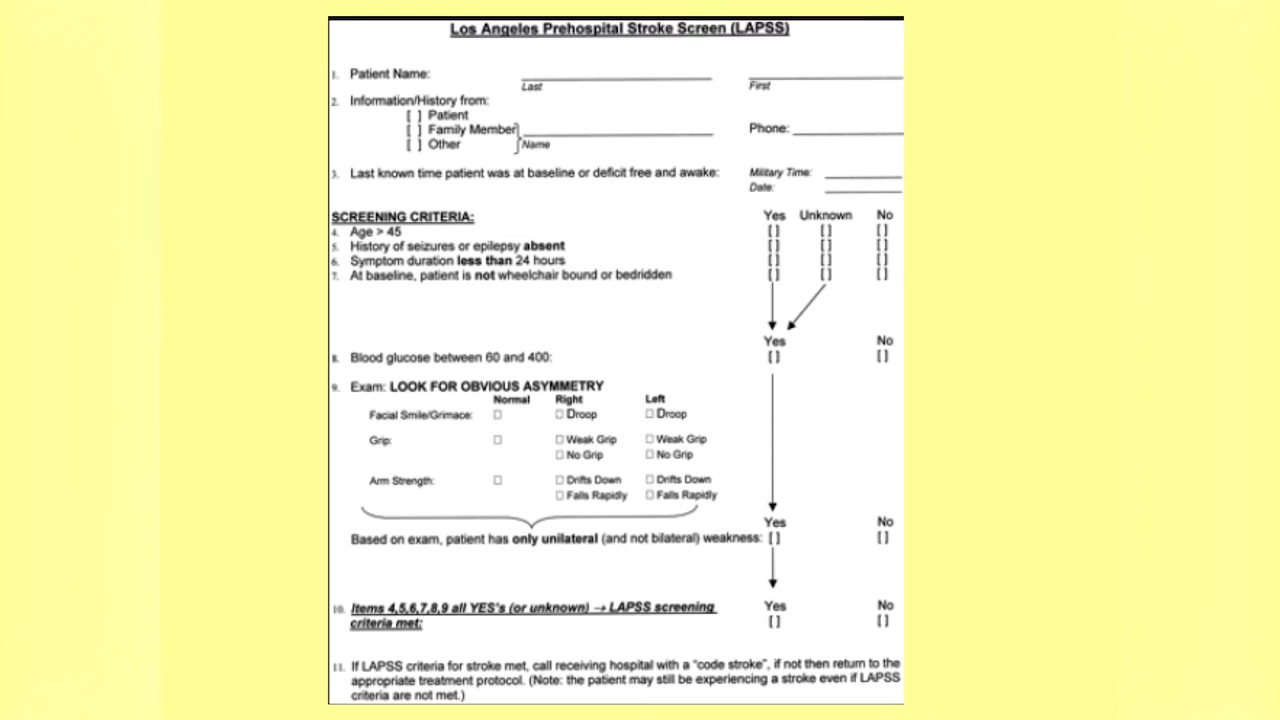 Los Angeles Prehospital Stroke Screen (LAPSS)
1. Patient Name:
Last First
2. Information/History from:
[ ] Patient
[ ] Family Member Phone:
[ ] Other Name
3. Last known time patient was at baseline or deficit free and awake: Military Time:
Date:
SCREENING CRITERIA: Yes Unknown No
4. Age > 45 [ ] [ ] [ ]
5. History of seizures or epilepsy absent [ ] [ ] [ ]
6. Symptom duration less than 24 hours [ ] [ ] [ ]
7. At baseline, patient is not wheelchair bound or bedridden [ ] [ ] [ ]
Yes No
8. Blood glucose between 60 and 400: [ ] [ ]
9. Exam: LOOK FOR OBVIOUS ASYMMETRY
Normal Right Left
Facial Smile/Grimace: ☐ ☐ Droop ☐ Droop
Grip: ☐ ☐ Weak Grip ☐ Weak Grip
☐ No Grip ☐ No Grip
Arm Strength: ☐ ☐ Drifts Down ☐ Drifts Down
☐ Falls Rapidly ☐ Falls Rapidly
Yes No
Based on exam, patient has only unilateral (and not bilateral) weakness: [ ] [ ]
10. Items 4,5,6,7,8,9 all YES's (or unknown) → LAPSS screening Yes No
criteria met: [ ] [ ]
11. If LAPSS criteria for stroke met, call receiving hospital with a "code stroke", if not then return to the
appropriate treatment protocol. (Note: the patient may still be experiencing a stroke even if LAPSS
criteria are not met.)